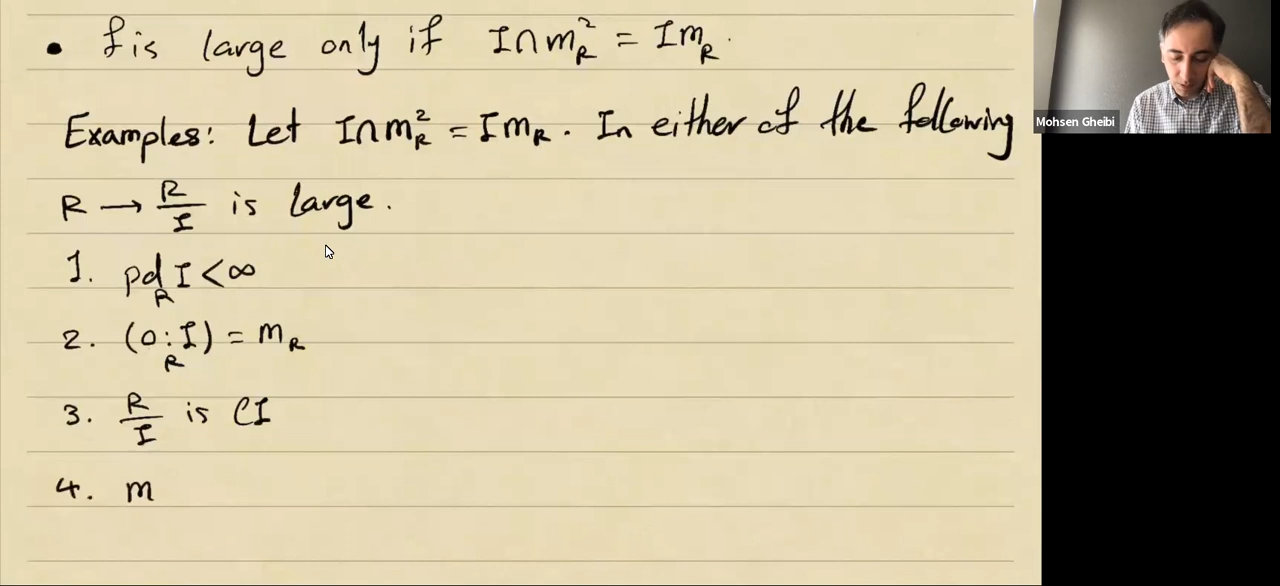 • f is large only if I∩m_R^2 = Im_R.
Examples: Let I∩m_R^2 = Im_R. In either of the following
R → R/I is large.
1. pd_R I < ∞
2. (0 :_R I) = m_R
3. R/I is CI
4. m
Mohsen Gheibi